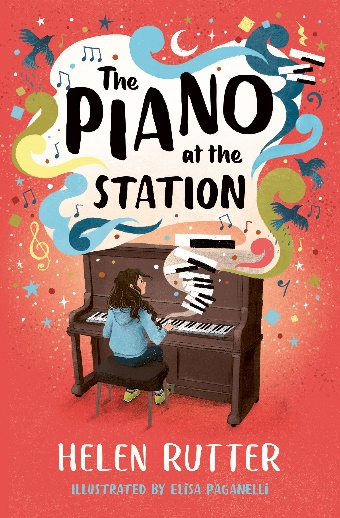 The
PIANO
at the
STATION
HELEN RUTTER
ILLUSTRATED BY ELISA PAGANELLI